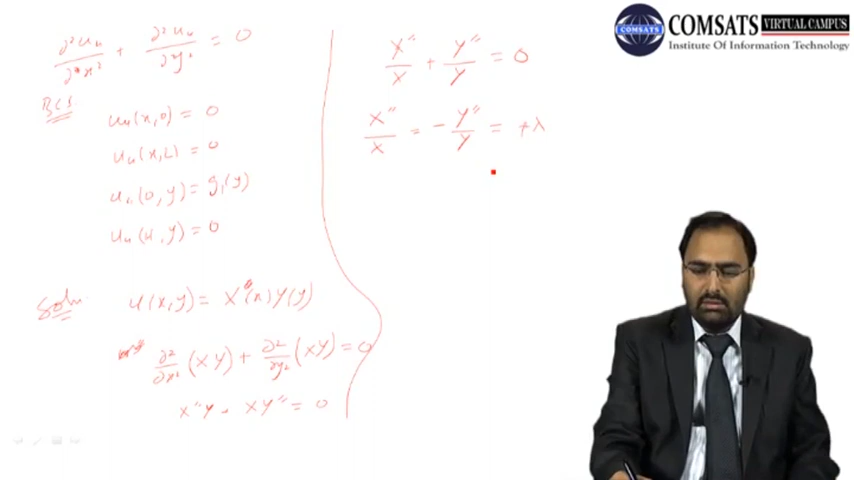 COMSATS VIRTUAL CAMPUS
COMSATS
Institute Of Information Technology
∂²u₄/∂x² + ∂²u₄/∂y² = 0
BCs
u₄(x,0) = 0
u₄(x,L) = 0
u₄(0,y) = g₁(y)
u₄(H,y) = 0
Soln
u(x,y) = X(x)Y(y)
∂²/∂x²(XY) + ∂²/∂y²(XY) = 0
X''Y + XY'' = 0
X''/X + Y''/Y = 0
X''/X = -Y''/Y = +λ